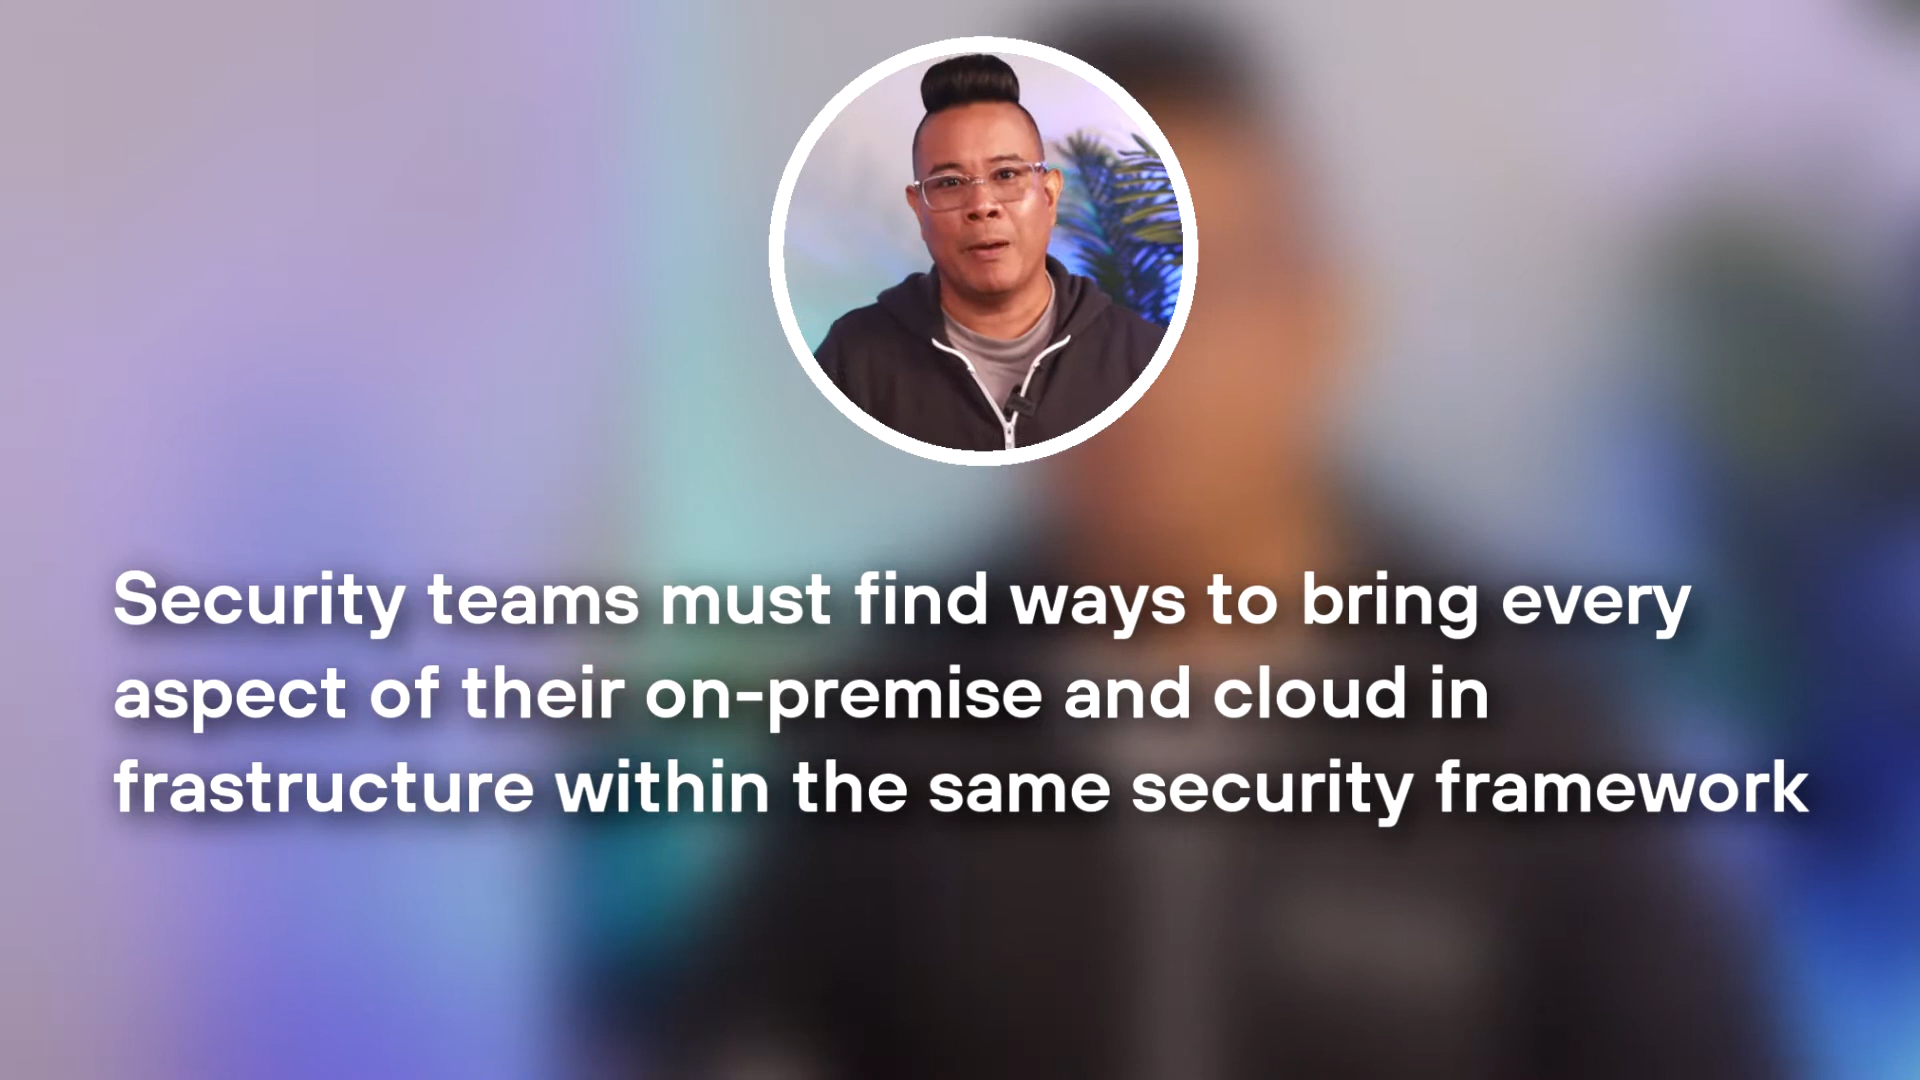 Security teams must find ways to bring every
aspect of their on-premise and cloud in
frastructure within the same security framework